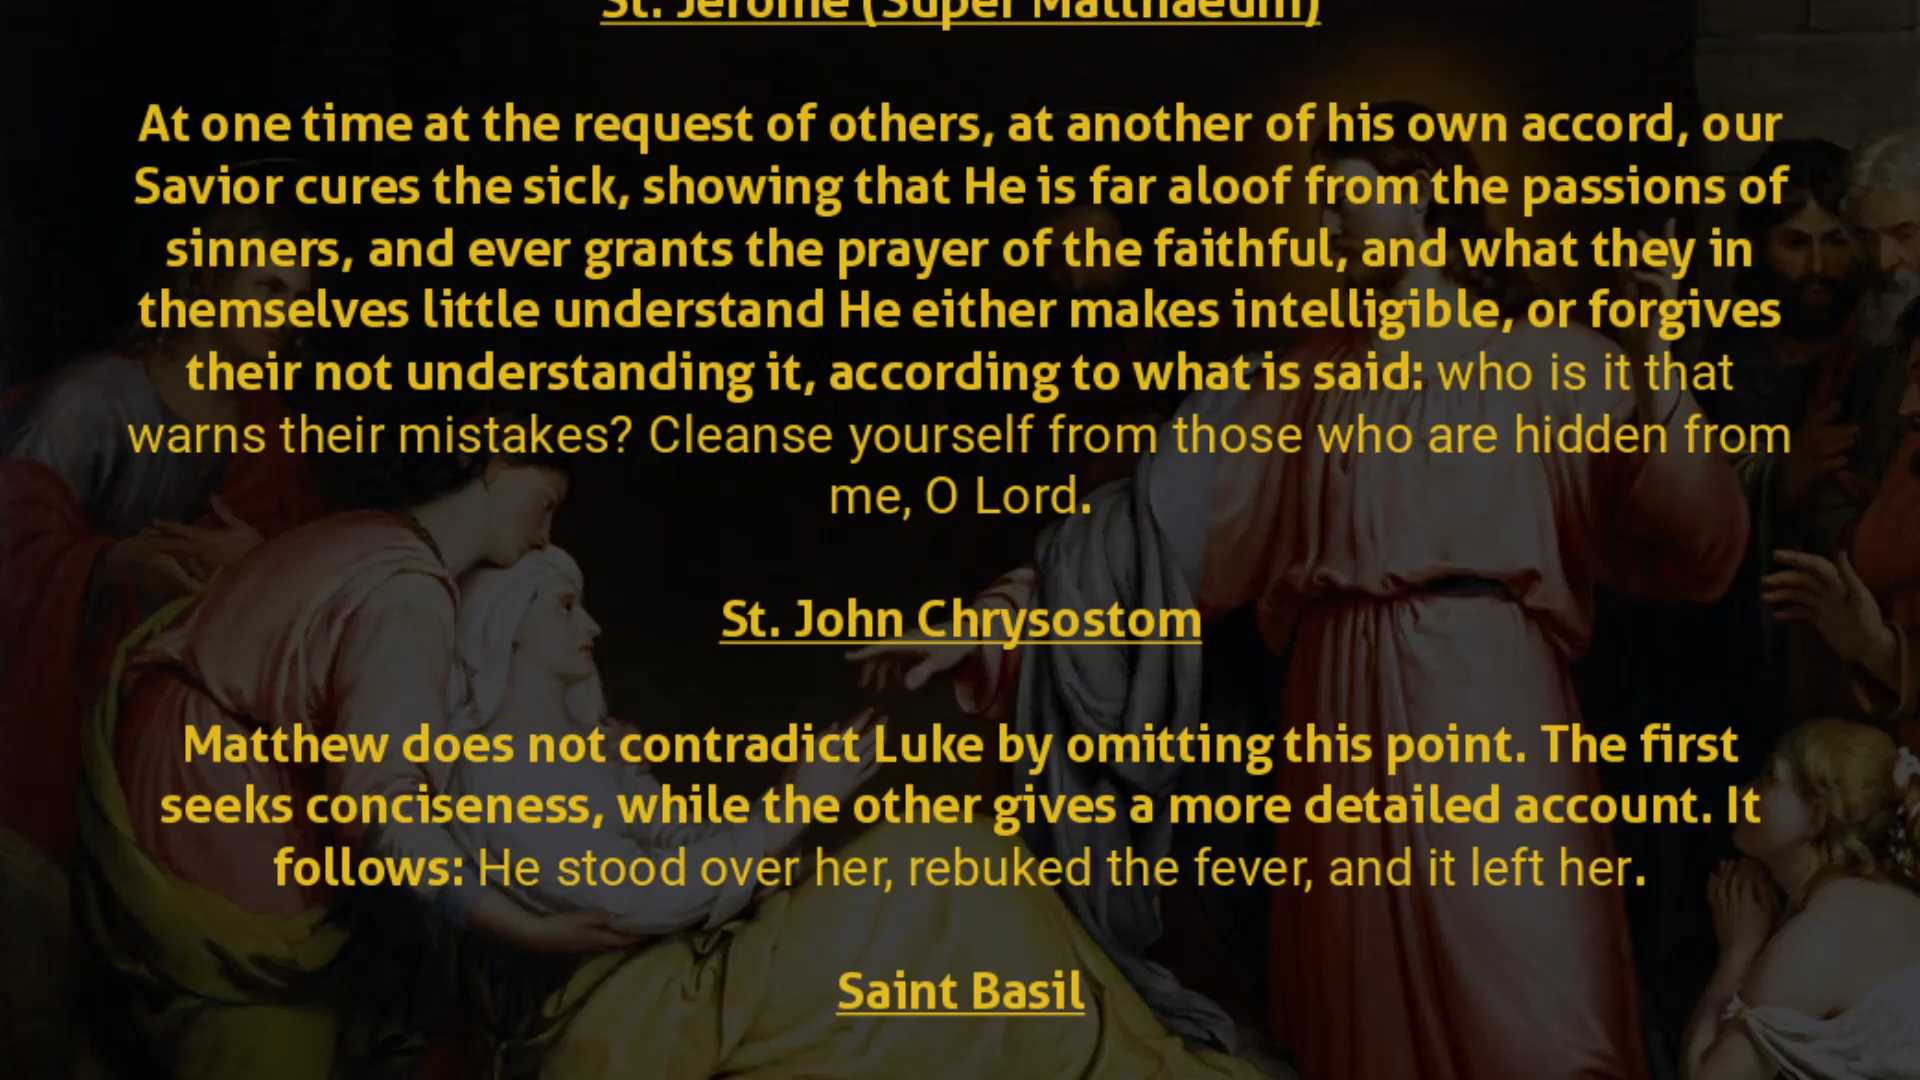 St. Jerome (Super Matthaeum)
At one time at the request of others, at another of his own accord, our
Savior cures the sick, showing that He is far aloof from the passions of
sinners, and ever grants the prayer of the faithful, and what they in
themselves little understand He either makes intelligible, or forgives
their not understanding it, according to what is said: who is it that
warns their mistakes? Cleanse yourself from those who are hidden from
me, O Lord.
St. John Chrysostom
Matthew does not contradict Luke by omitting this point. The first
seeks conciseness, while the other gives a more detailed account. It
follows: He stood over her, rebuked the fever, and it left her.
Saint Basil